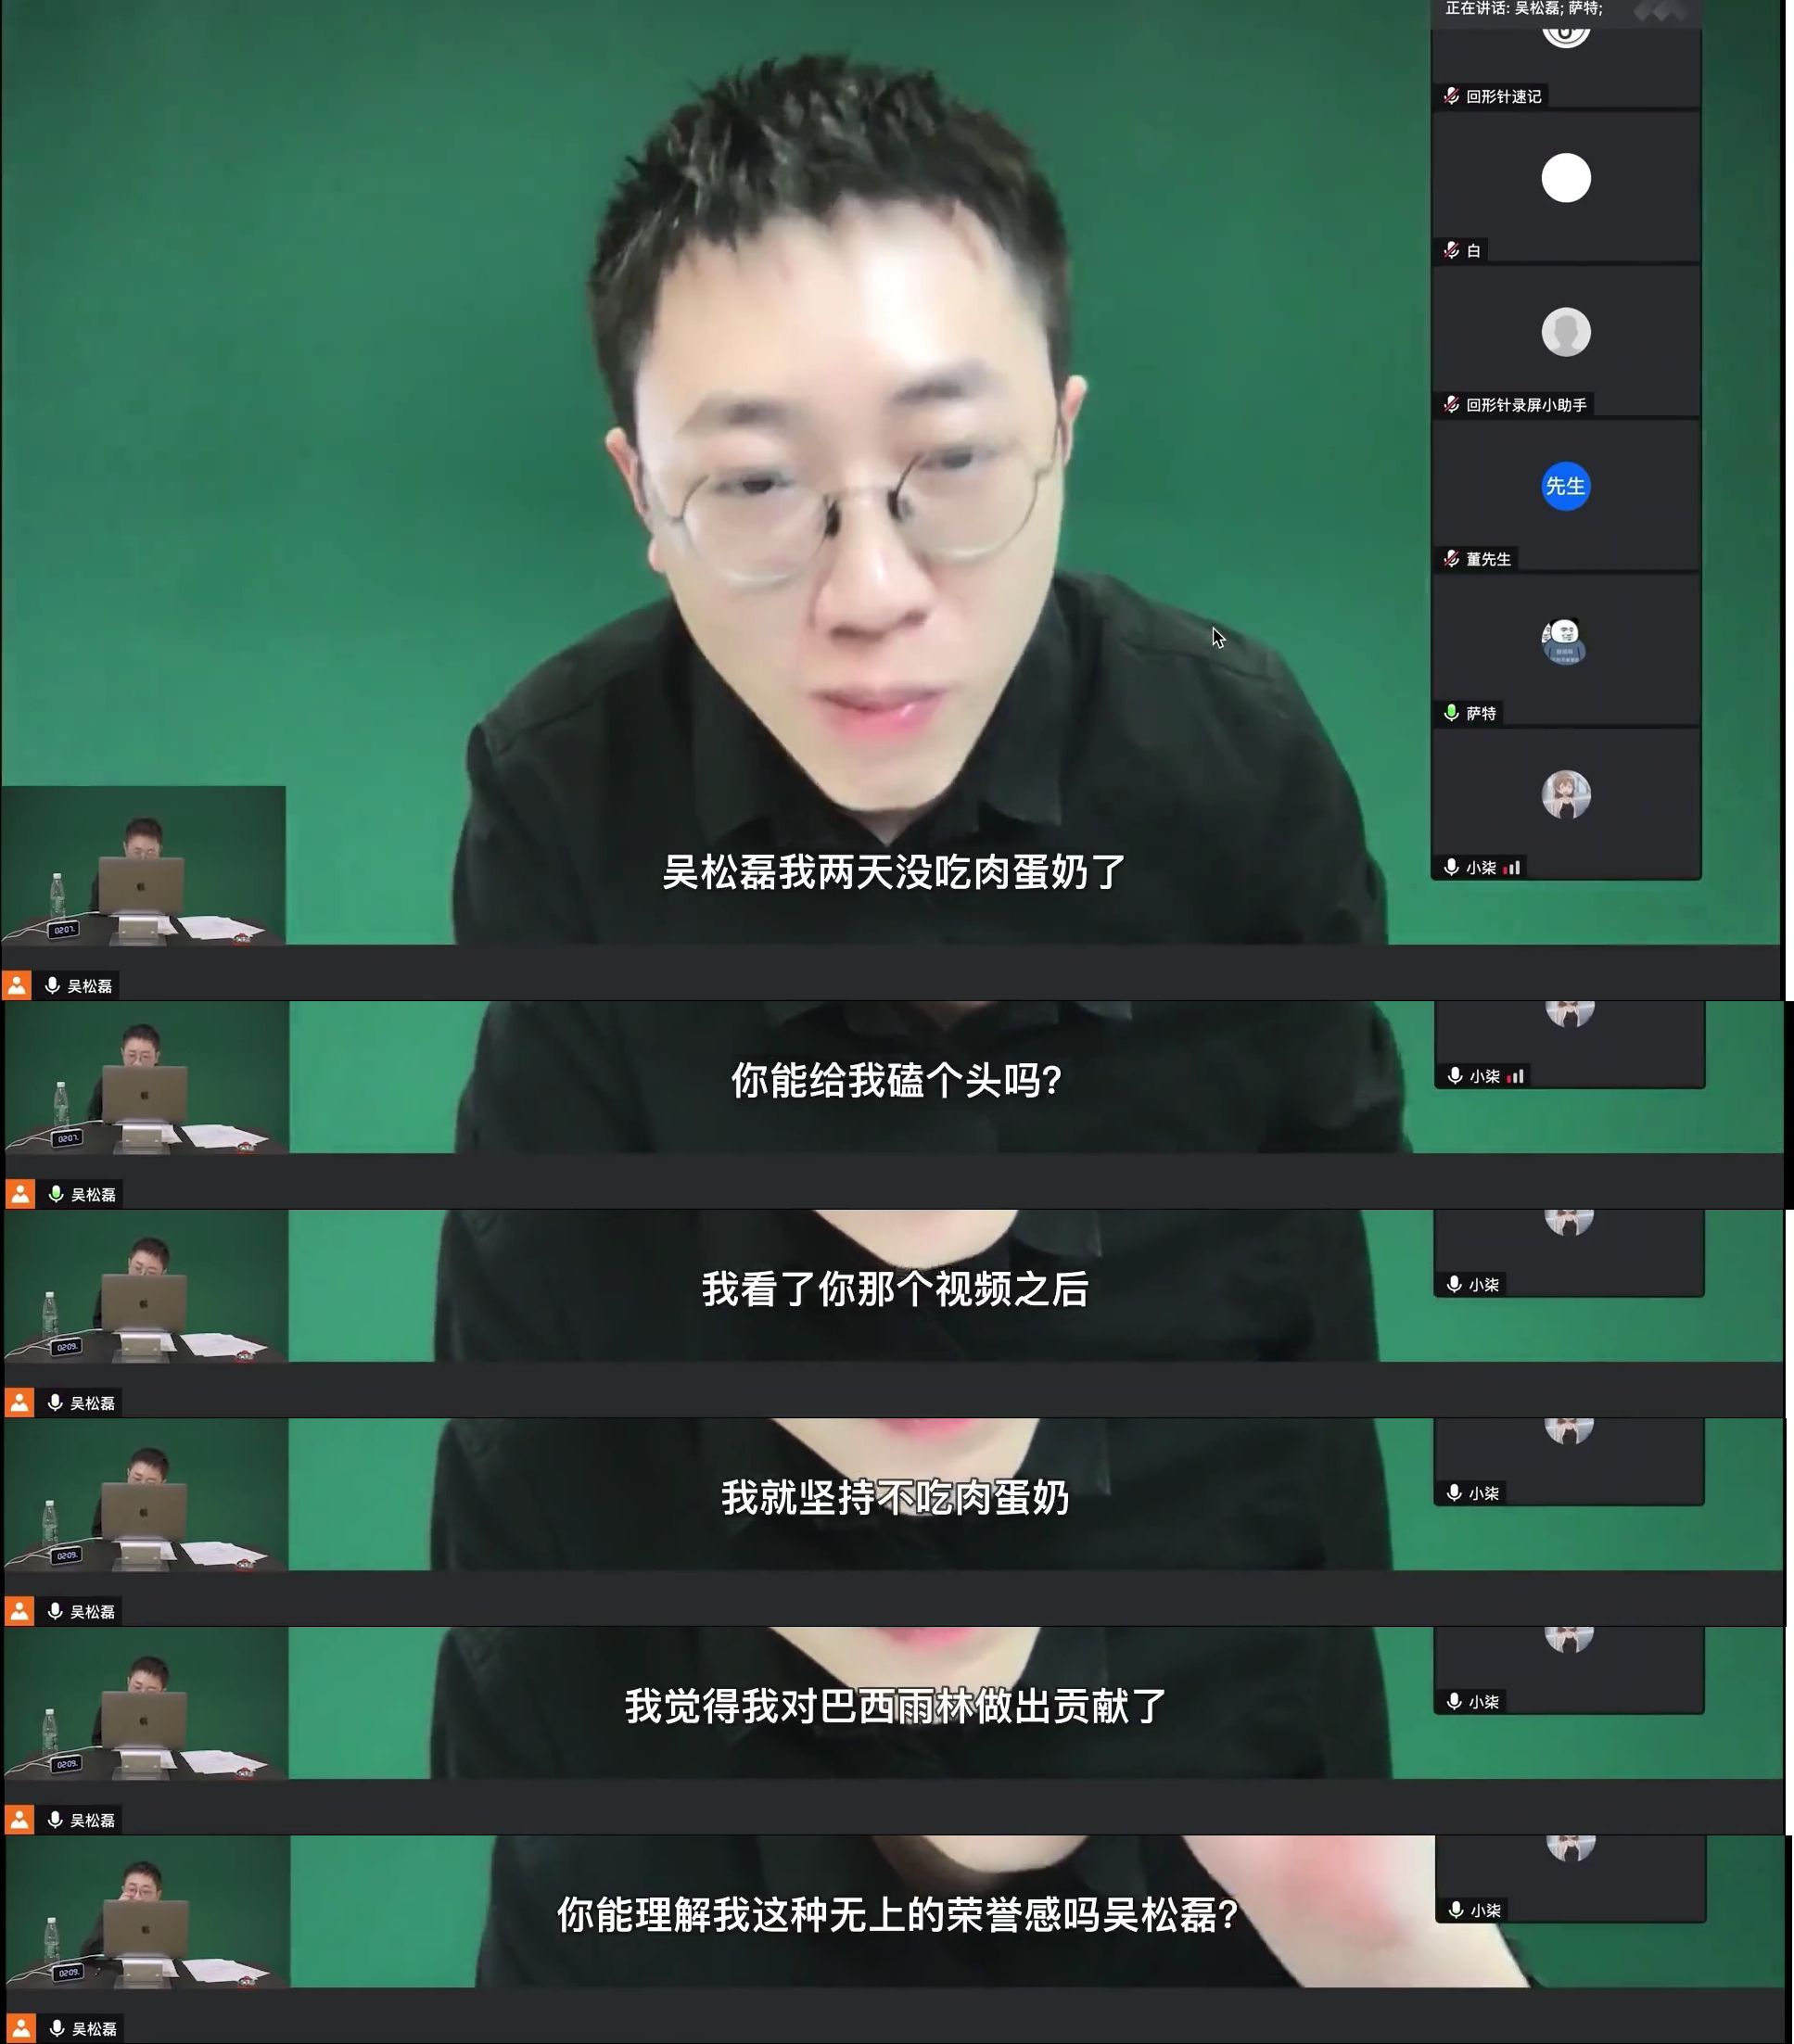 正在讲话: 吴松磊; 萨特;
回形针速记
白
回形针录屏小助手
先生
董先生
萨特
小柒
吴松磊我两天没吃肉蛋奶了
吴松磊
你能给我磕个头吗?
小柒
吴松磊
我看了你那个视频之后
小柒
吴松磊
我就坚持不吃肉蛋奶
小柒
吴松磊
我觉得我对巴西雨林做出贡献了
小柒
吴松磊
你能理解我这种无上的荣誉感吗吴松磊?
小柒
吴松磊